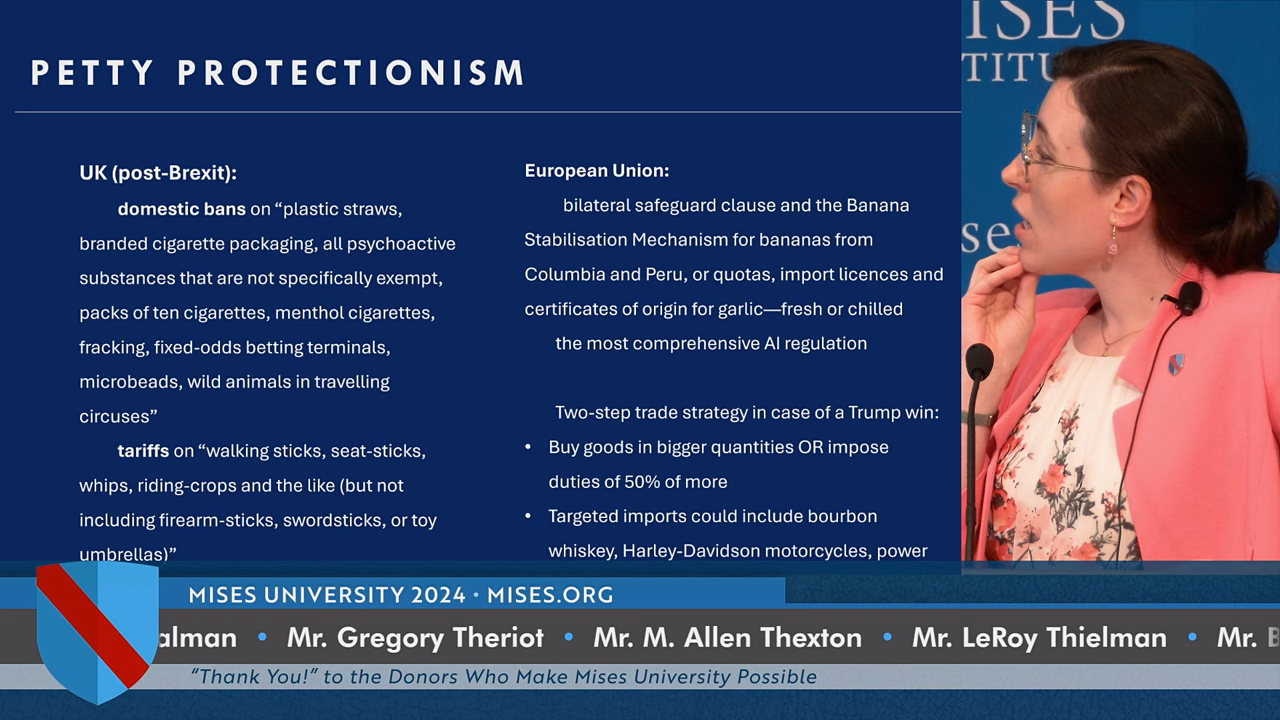 PETTY PROTECTIONISM
UK (post-Brexit):
domestic bans on “plastic straws,
branded cigarette packaging, all psychoactive
substances that are not specifically exempt,
packs of ten cigarettes, menthol cigarettes,
fracking, fixed-odds betting terminals,
microbeads, wild animals in travelling
circuses”
tariffs on “walking sticks, seat-sticks,
whips, riding-crops and the like (but not
including firearm-sticks, swordsticks, or toy
umbrellas)”
European Union:
bilateral safeguard clause and the Banana
Stabilisation Mechanism for bananas from
Columbia and Peru, or quotas, import licences and
certificates of origin for garlic—fresh or chilled
the most comprehensive AI regulation
Two-step trade strategy in case of a Trump win:
• Buy goods in bigger quantities OR impose
duties of 50% of more
• Targeted imports could include bourbon
whiskey, Harley-Davidson motorcycles, power
ISES
TITU
se
MISES UNIVERSITY 2024 • MISES.ORG
alman • Mr. Gregory Theriot • Mr. M. Allen Thexton • Mr. LeRoy Thielman • Mr. B
“Thank You!” to the Donors Who Make Mises University Possible